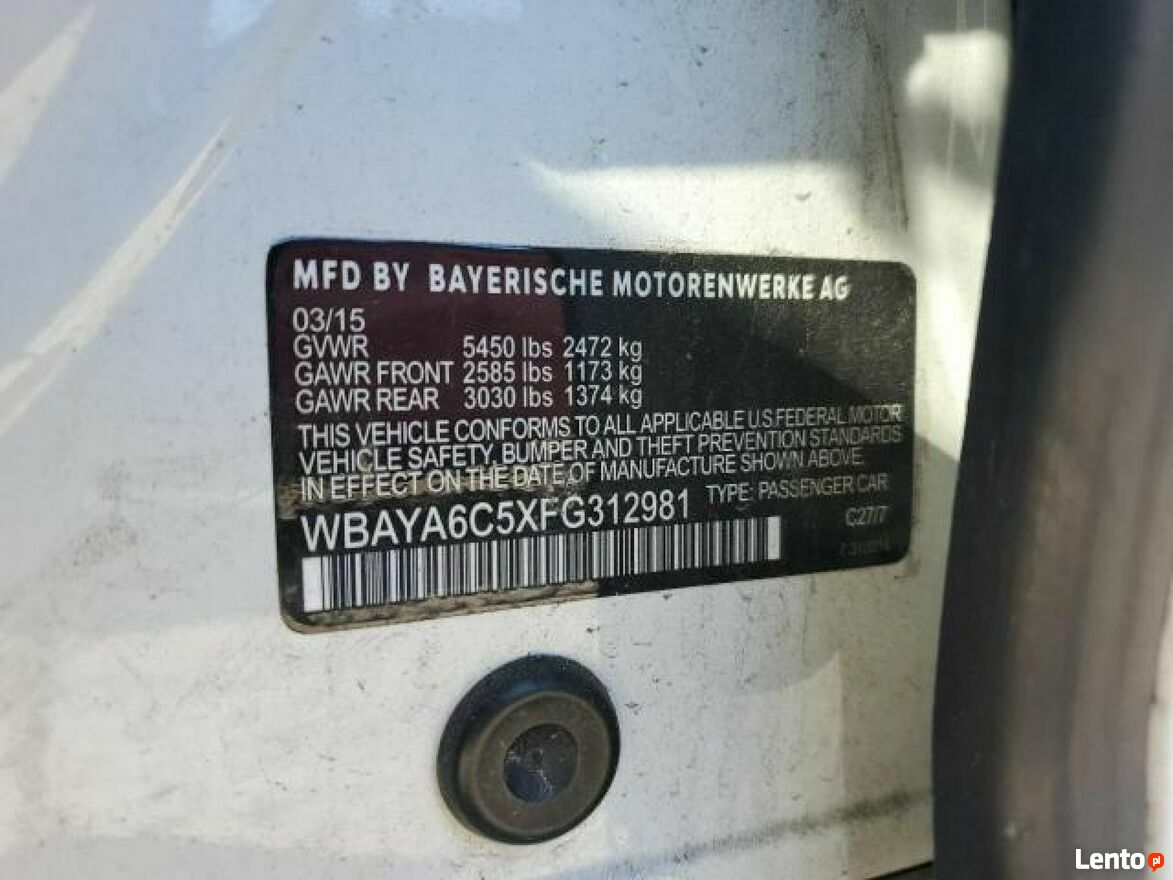 MFD BY BAYERISCHE MOTORENWERKE AG
03/15
GVWR 5450 lbs 2472 kg
GAWR FRONT 2585 lbs 1173 kg
GAWR REAR 3030 lbs 1374 kg
THIS VEHICLE CONFORMS TO ALL APPLICABLE U.S.FEDERAL MOTOR
VEHICLE SAFETY, BUMPER AND THEFT PREVENTION STANDARDS
IN EFFECT ON THE DATE OF MANUFACTURE SHOWN ABOVE.
WBAYA6C5XFG312981 TYPE: PASSENGER CAR
C27/7
Lento.pl